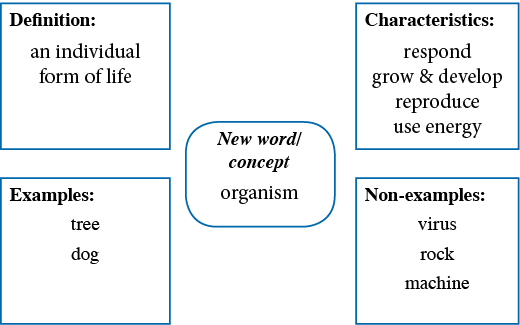 Definition:
an individual
form of life
Characteristics:
respond
grow & develop
reproduce
use energy
New word/
concept
organism
Examples:
tree
dog
Non-examples:
virus
rock
machine